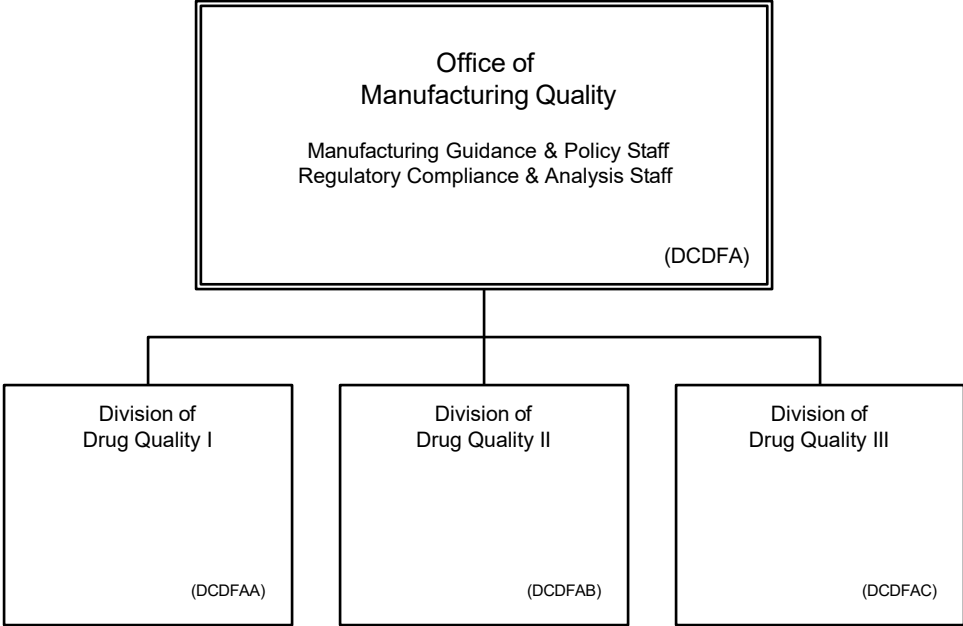 Office of
Manufacturing Quality
Manufacturing Guidance & Policy Staff
Regulatory Compliance & Analysis Staff
(DCDFA)
Division of
Drug Quality I
(DCDFAA)
Division of
Drug Quality II
(DCDFAB)
Division of
Drug Quality III
(DCDFAC)